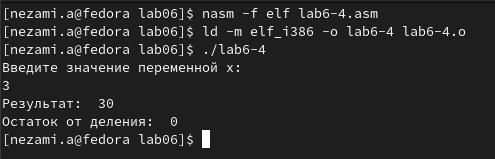 [nezami.a@fedora lab06]$ nasm -f elf lab6-4.asm
[nezami.a@fedora lab06]$ ld -m elf_i386 -o lab6-4 lab6-4.o
[nezami.a@fedora lab06]$ ./lab6-4
Введите значение переменной x:
3
Результат:  30
Остаток от деления:  0
[nezami.a@fedora lab06]$